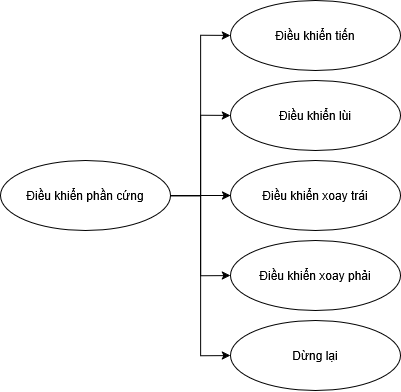 Điều khiển tiến
Điều khiển lùi
Điều khiển phần cứng
Điều khiển xoay trái
Điều khiển xoay phải
Dừng lại